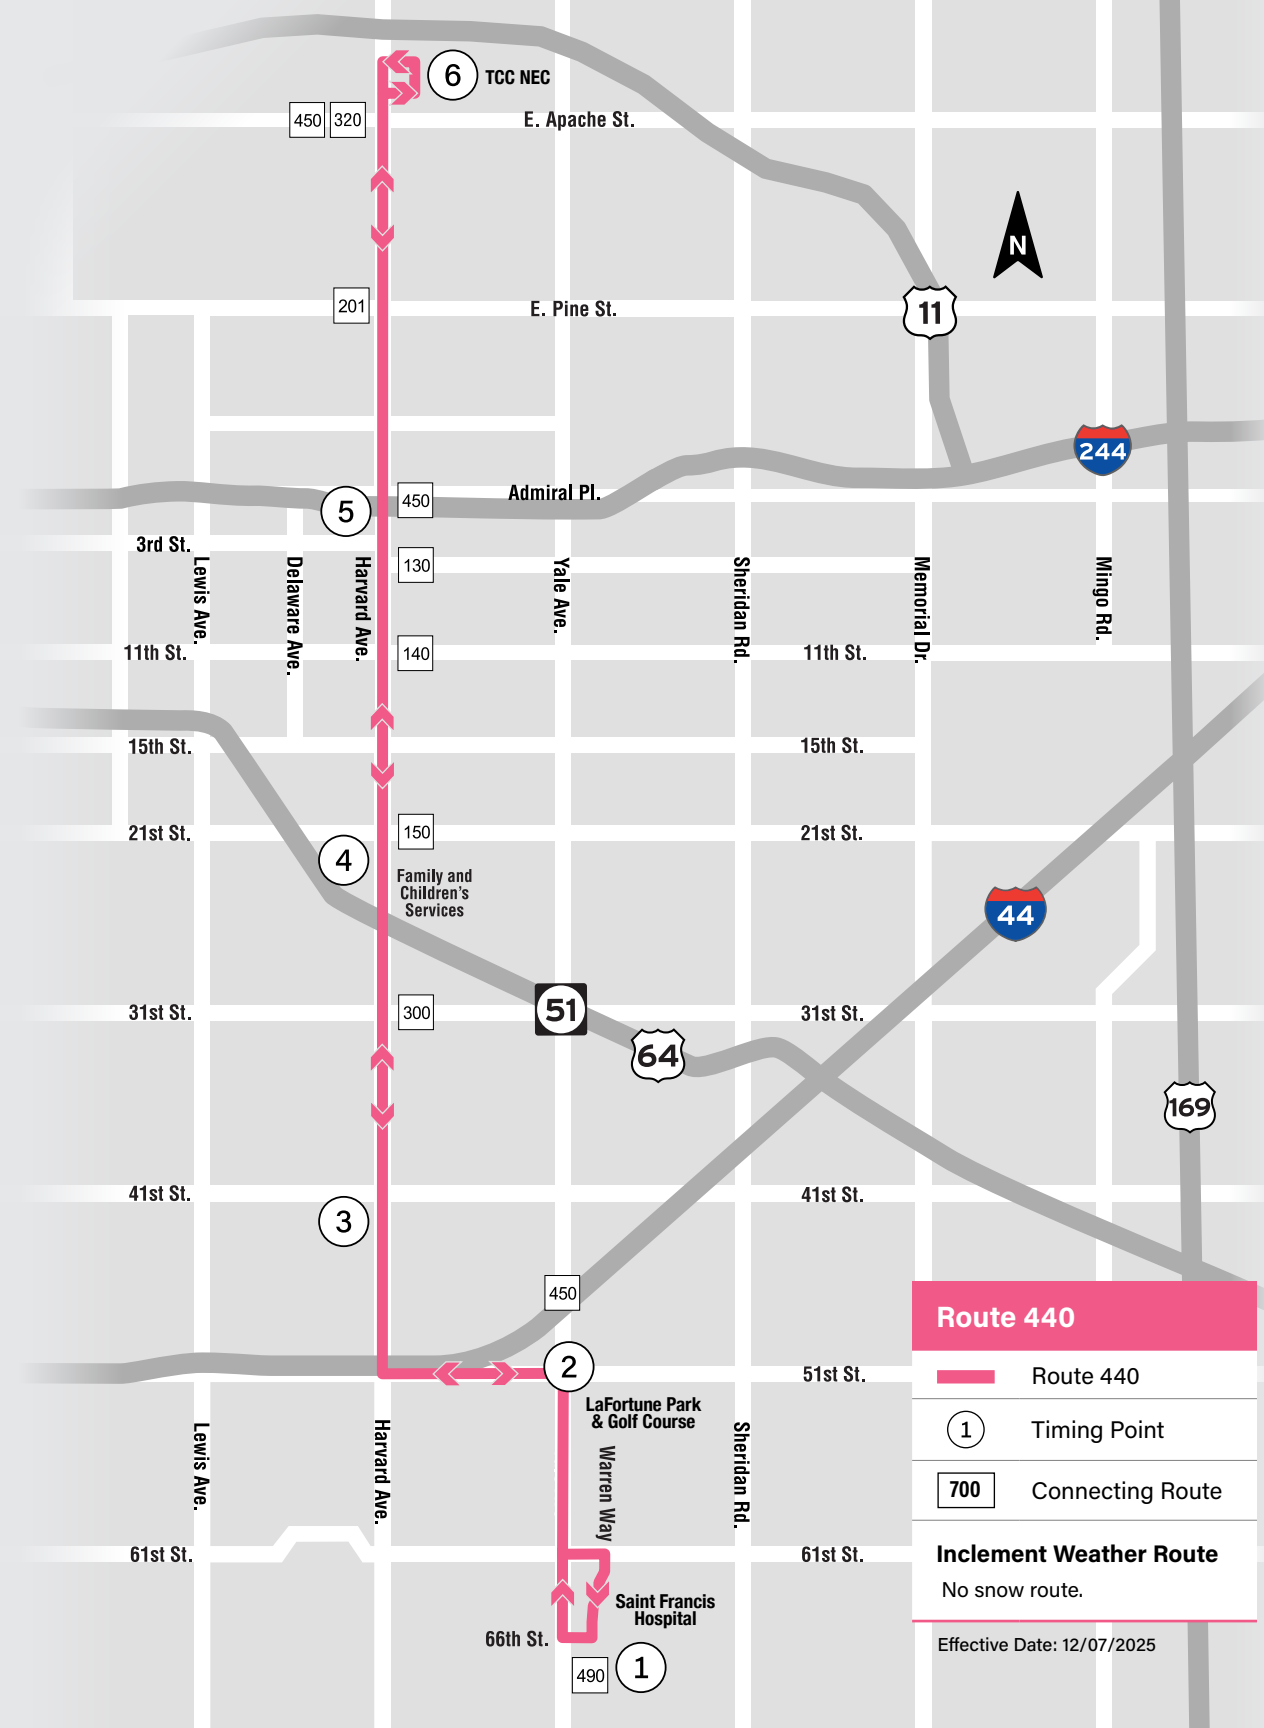 6 TCC NEC
450 320
E. Apache St.
N
201
E. Pine St.
11
244
Admiral Pl.
450
5
3rd St.
130
Lewis Ave.
Delaware Ave.
Harvard Ave.
Yale Ave.
Sheridan Rd.
Memorial Dr.
Mingo Rd.
11th St.
140
11th St.
15th St.
15th St.
21st St.
150
21st St.
4
Family and
Children's
Services
44
31st St.
300
51
31st St.
64
169
41st St.
41st St.
3
450
2
51st St.
LaFortune Park
& Golf Course
Lewis Ave.
Harvard Ave.
Warren Way
Sheridan Rd.
61st St.
61st St.
Saint Francis
Hospital
66th St.
490
1
Route 440
Route 440
1 Timing Point
700 Connecting Route
Inclement Weather Route
No snow route.
Effective Date: 12/07/2025